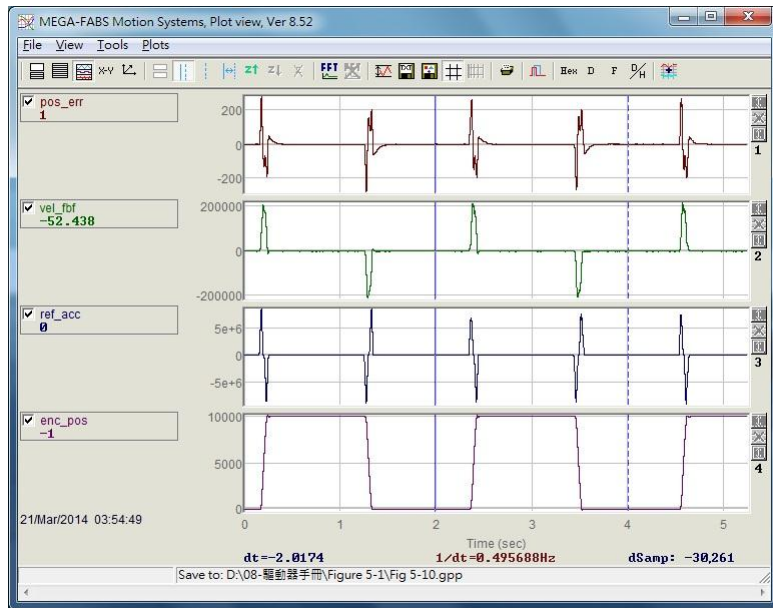 MEGA-FABS Motion Systems, Plot view, Ver 8.52
File View Tools Plots
X-Y FFT Hex D F D/H
pos_err
1
200
0
-200
1
vel_fbf
-52.438
200000
0
-200000
2
ref_acc
0
5e+6
0
-5e+6
3
enc_pos
-1
10000
5000
0
4
21/Mar/2014 03:54:49
0 1 2 3 4 5
Time (sec)
dt=-2.0174 1/dt=0.495688Hz dSamp: -30,261
Save to: D:\08-驅動器手冊\Figure 5-1\Fig 5-10.gpp